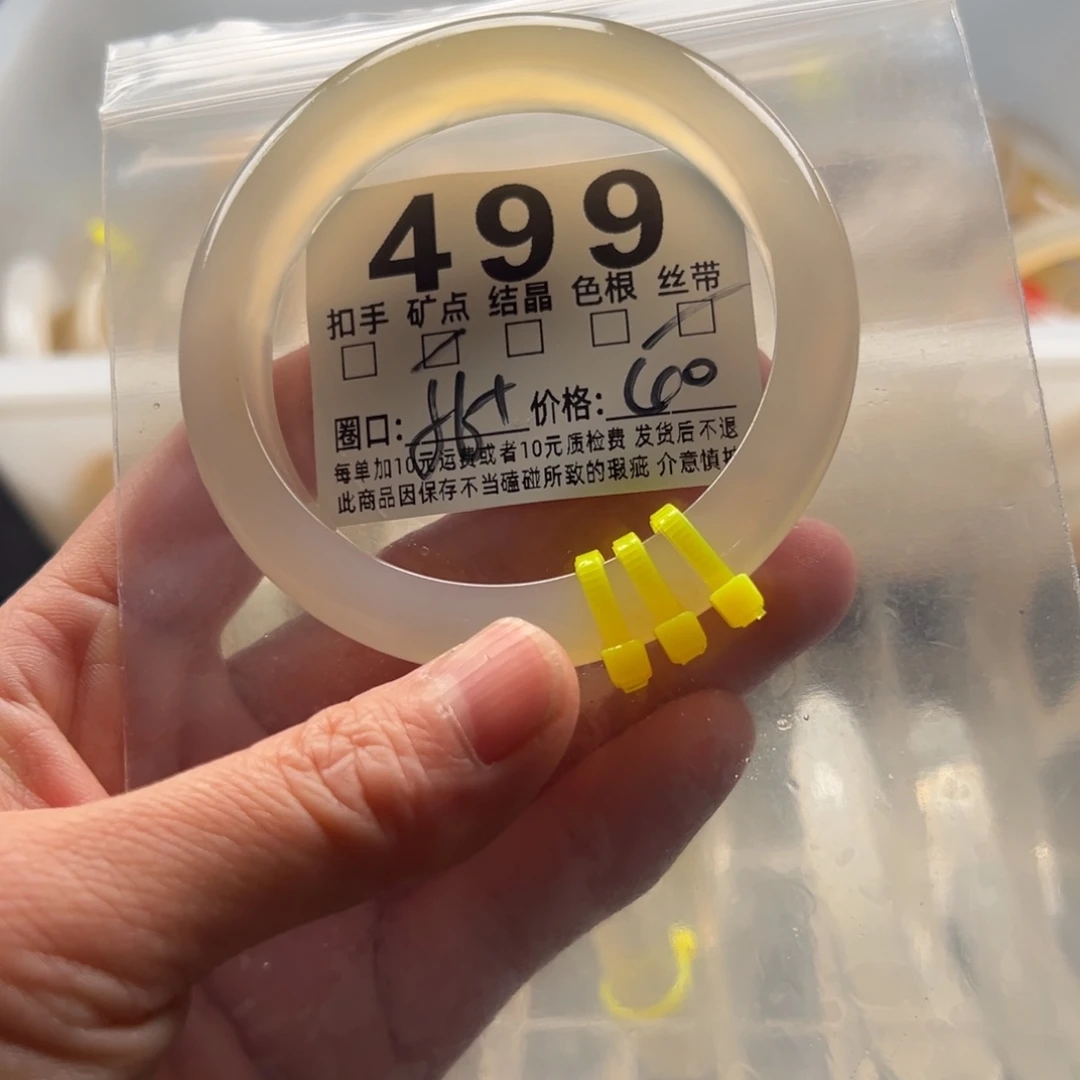 499
扣手 矿点 结晶 色根 丝带
圈口: 价格: 60
每单加10元运费或者10元质检费 发货后不退
此商品因保存不当磕碰所致的瑕疵 介意慎拍